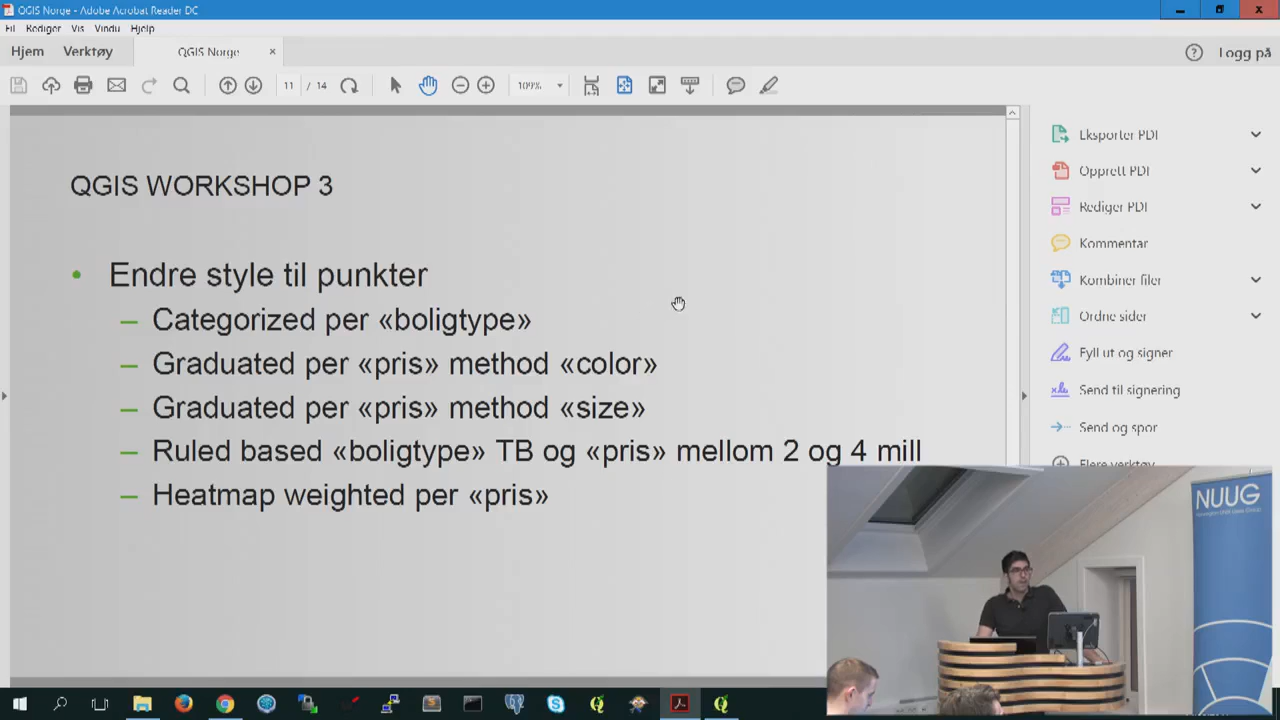 QGIS Norge - Adobe Acrobat Reader DC
Fil Rediger Vis Vindu Hjelp
Hjem Verktøy QGIS Norge × Logg på
11 / 14 109%
QGIS WORKSHOP 3
• Endre style til punkter
– Categorized per «boligtype»
– Graduated per «pris» method «color»
– Graduated per «pris» method «size»
– Ruled based «boligtype» TB og «pris» mellom 2 og 4 mill
– Heatmap weighted per «pris»
Eksporter PDF
Opprett PDF
Rediger PDF
Kommentar
Kombiner filer
Ordne sider
Fyll ut og signer
Send til signering
Send og spor
Flere verktøy
NUUG